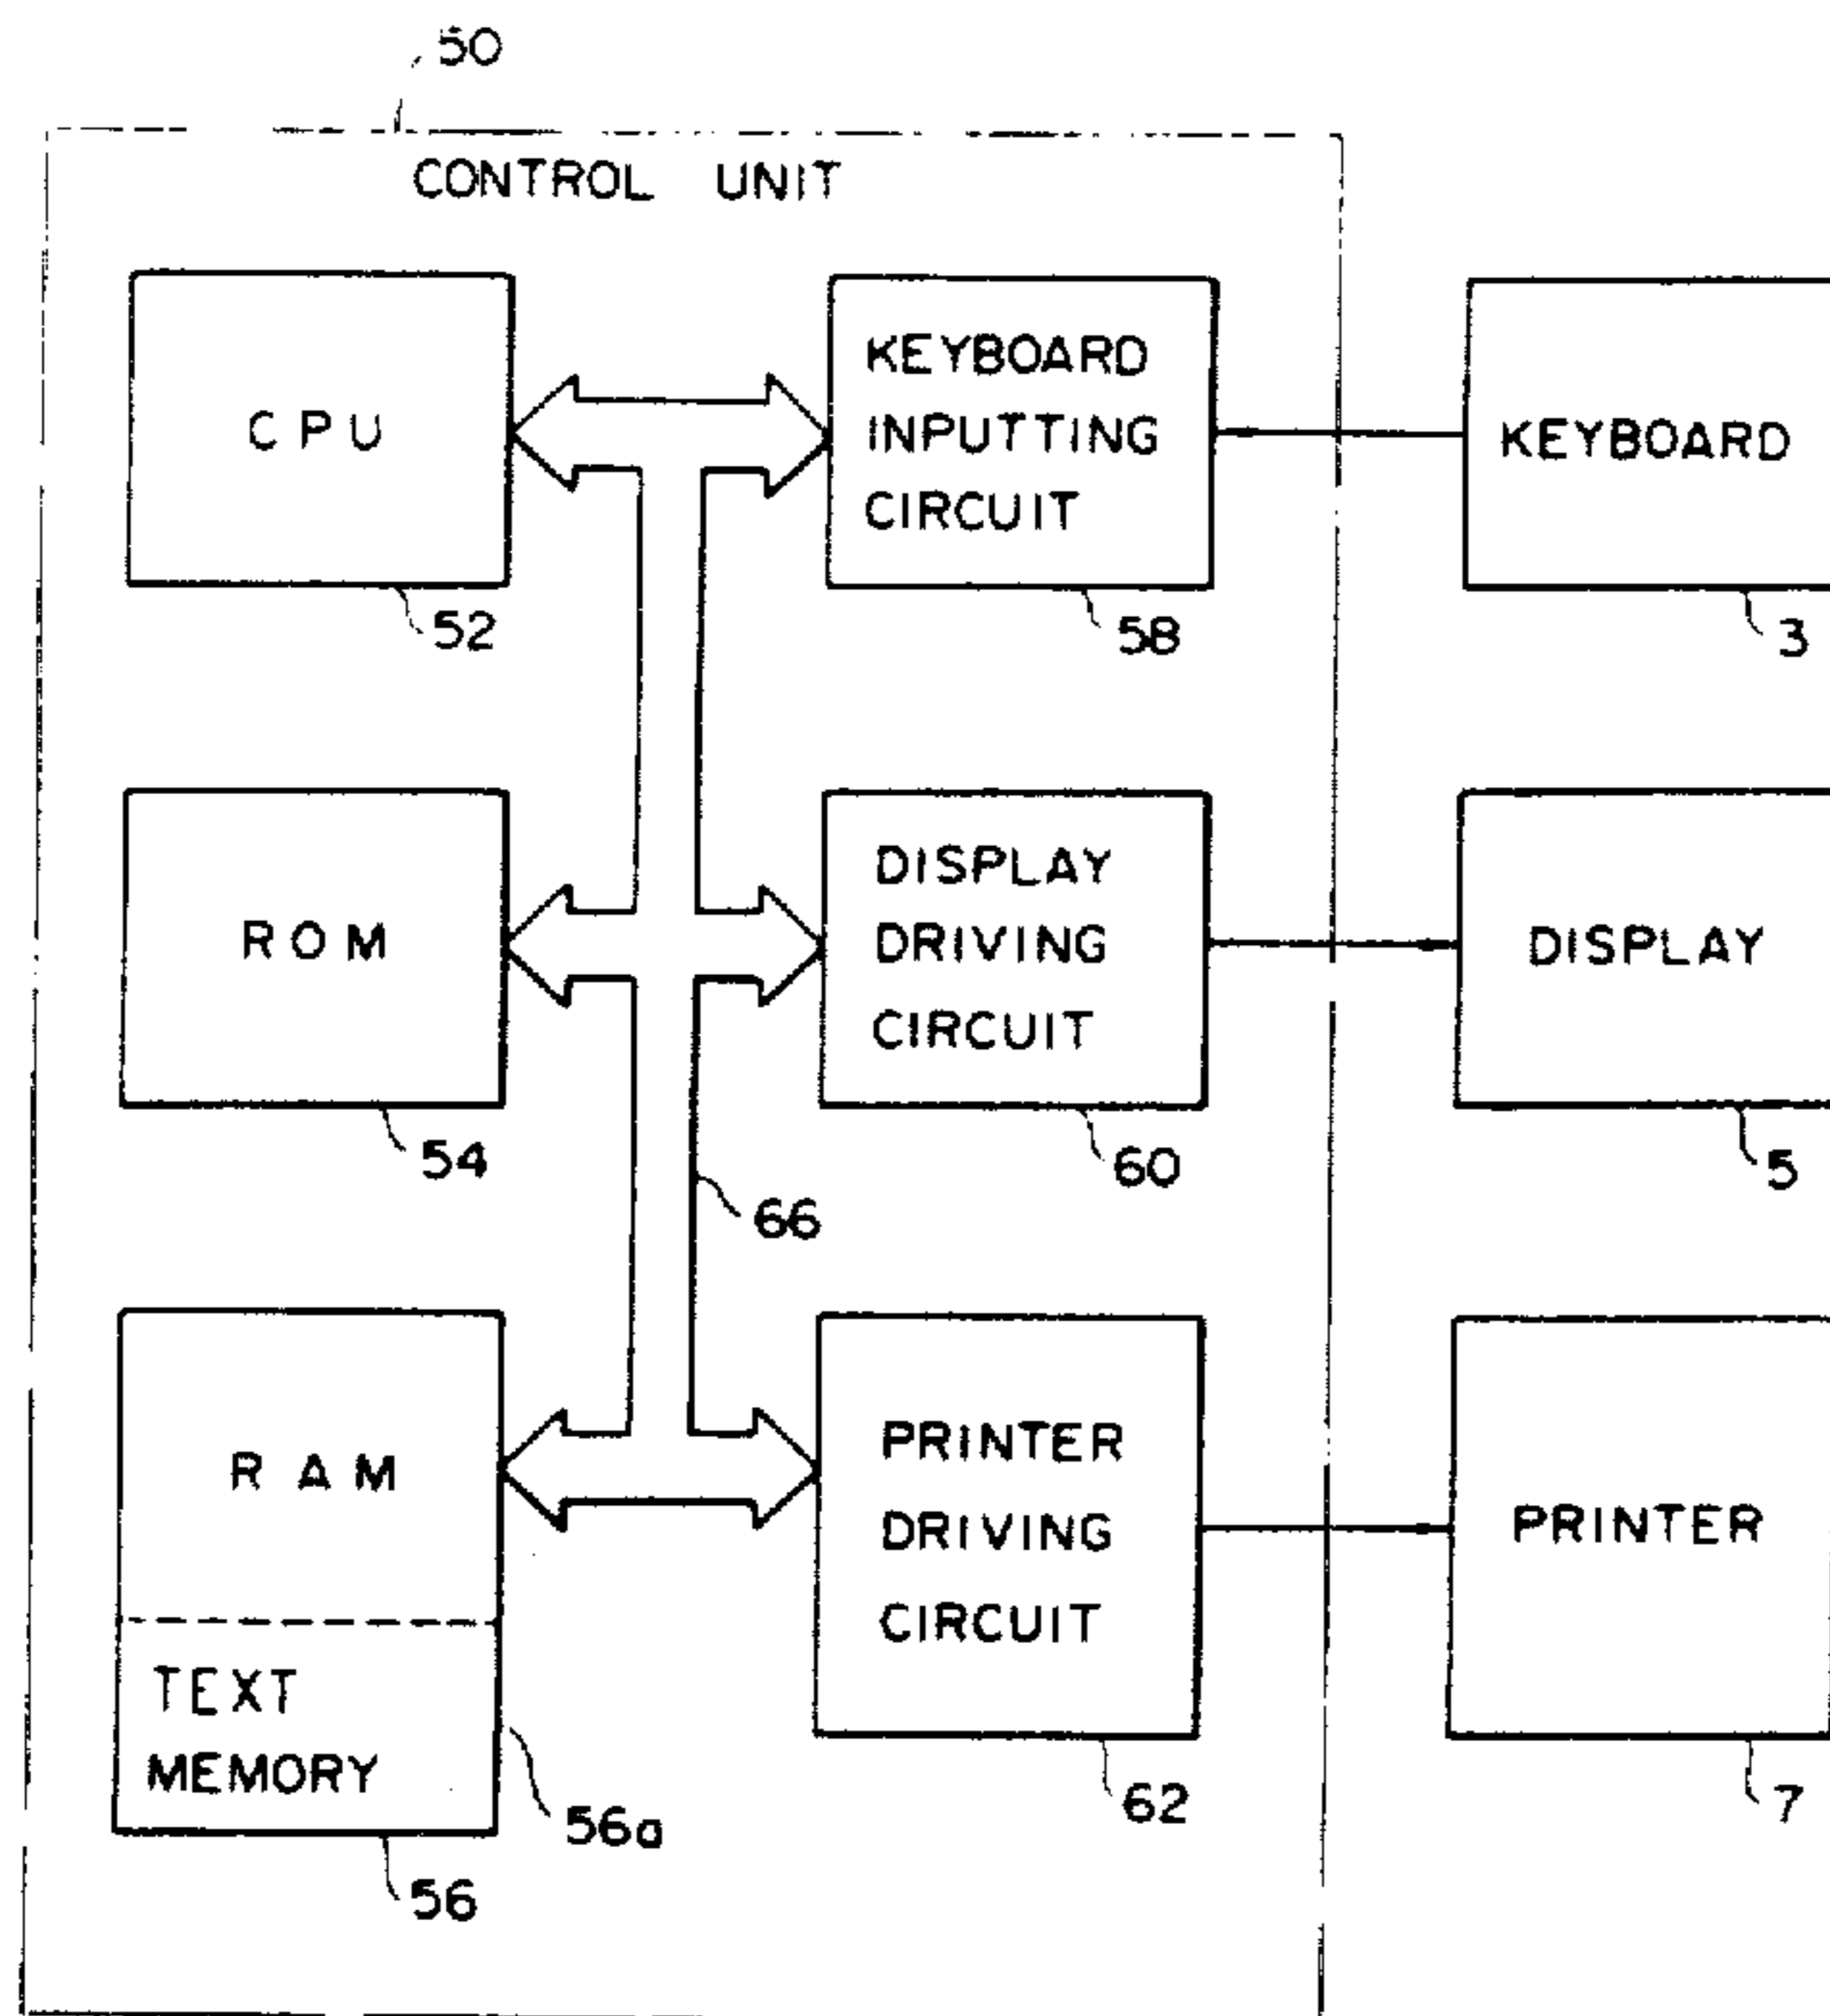 50
CONTROL UNIT
CPU
52
KEYBOARD
INPUTTING
CIRCUIT
58
KEYBOARD
3
ROM
54
DISPLAY
DRIVING
CIRCUIT
60
DISPLAY
5
66
RAM
TEXT
MEMORY
56a
56
PRINTER
DRIVING
CIRCUIT
62
PRINTER
7